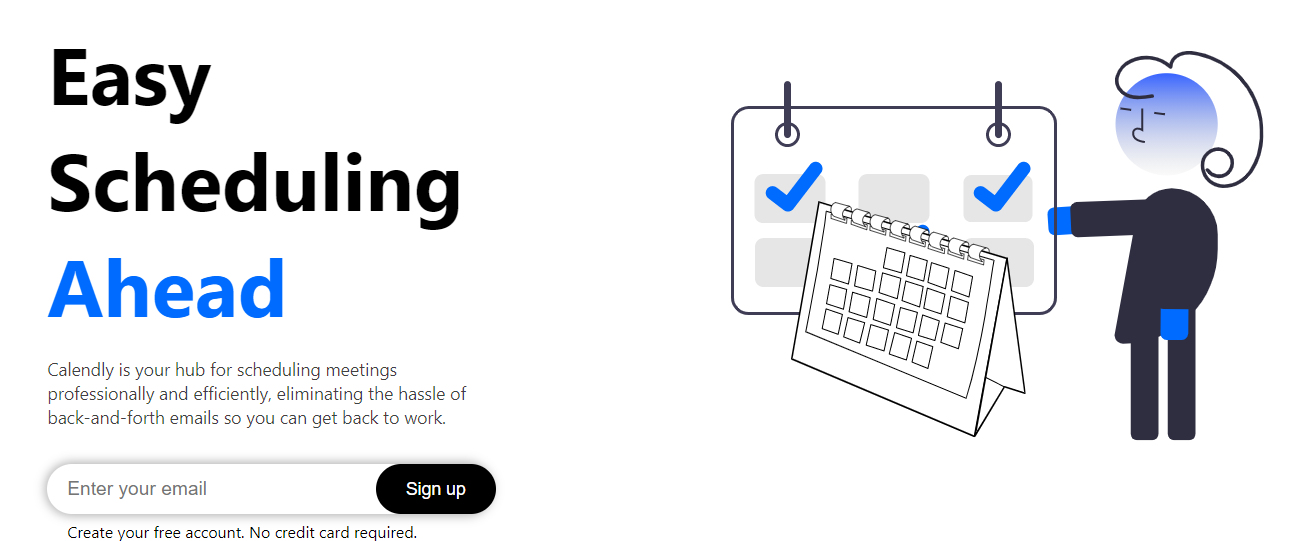 Easy
Scheduling
Ahead
Calendly is your hub for scheduling meetings
professionally and efficiently, eliminating the hassle of
back-and-forth emails so you can get back to work.
Enter your email
Sign up
Create your free account. No credit card required.